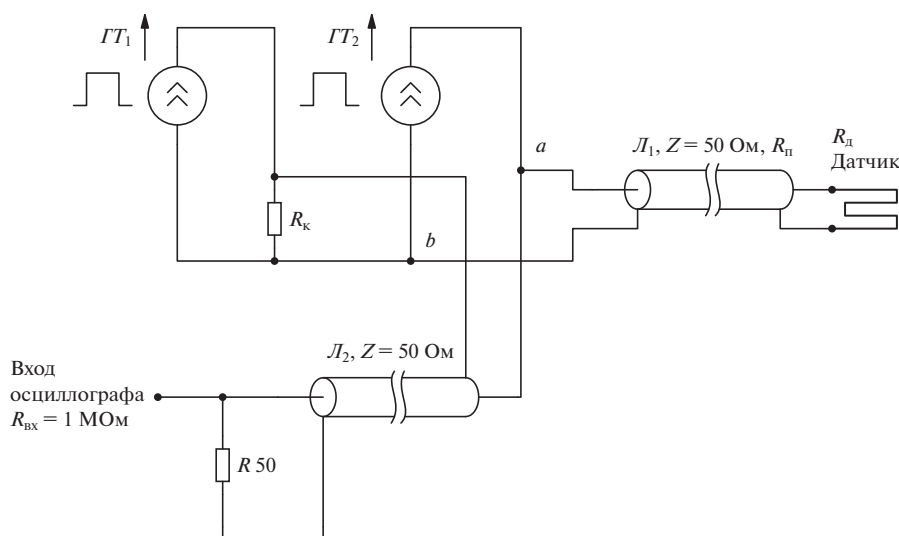 ГТ₁
ГТ₂
a
Л₁, Z = 50 Ом, Rп
Rд
Датчик
Rк
b
Л₂, Z = 50 Ом
Вход
осциллографа
Rвх = 1 МОм
R 50